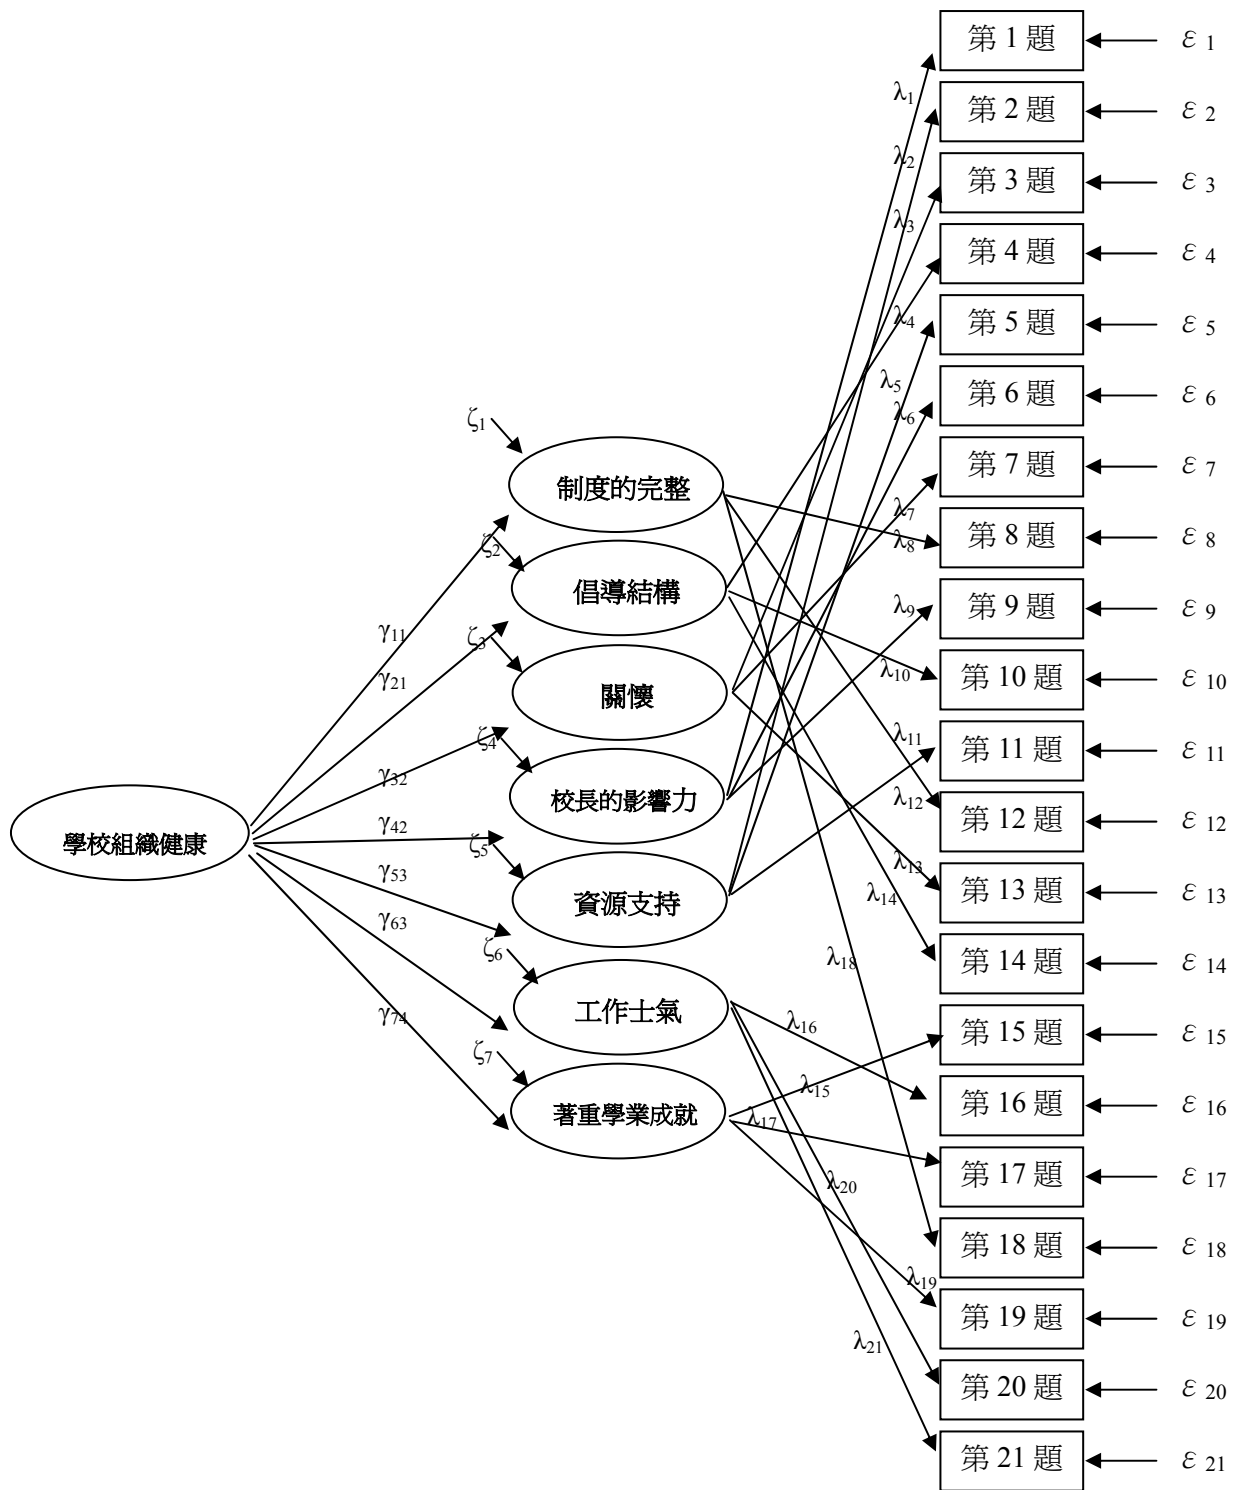 第 1 題
ε 1
λ1
第 2 題
ε 2
λ2
第 3 題
ε 3
λ3
第 4 題
ε 4
λ4
第 5 題
ε 5
λ5
第 6 題
ε 6
λ6
第 7 題
ε 7
λ7
第 8 題
ε 8
λ8
第 9 題
ε 9
λ9
第 10 題
ε 10
λ10
第 11 題
ε 11
λ11
第 12 題
ε 12
λ12
第 13 題
ε 13
λ13
第 14 題
ε 14
λ14
第 15 題
ε 15
λ15
第 16 題
ε 16
λ16
第 17 題
ε 17
λ17
第 18 題
ε 18
λ18
第 19 題
ε 19
λ19
第 20 題
ε 20
λ20
第 21 題
ε 21
λ21
ζ1
制度的完整
ζ2
倡導結構
ζ3
關懷
ζ4
校長的影響力
ζ5
資源支持
ζ6
工作士氣
ζ7
著重學業成就
γ11
γ21
γ32
γ42
γ53
γ63
γ74
學校組織健康